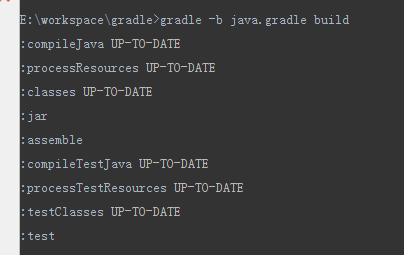 E:\workspace\gradle>gradle -b java.gradle build
:compileJava UP-TO-DATE
:processResources UP-TO-DATE
:classes UP-TO-DATE
:jar
:assemble
:compileTestJava UP-TO-DATE
:processTestResources UP-TO-DATE
:testClasses UP-TO-DATE
:test